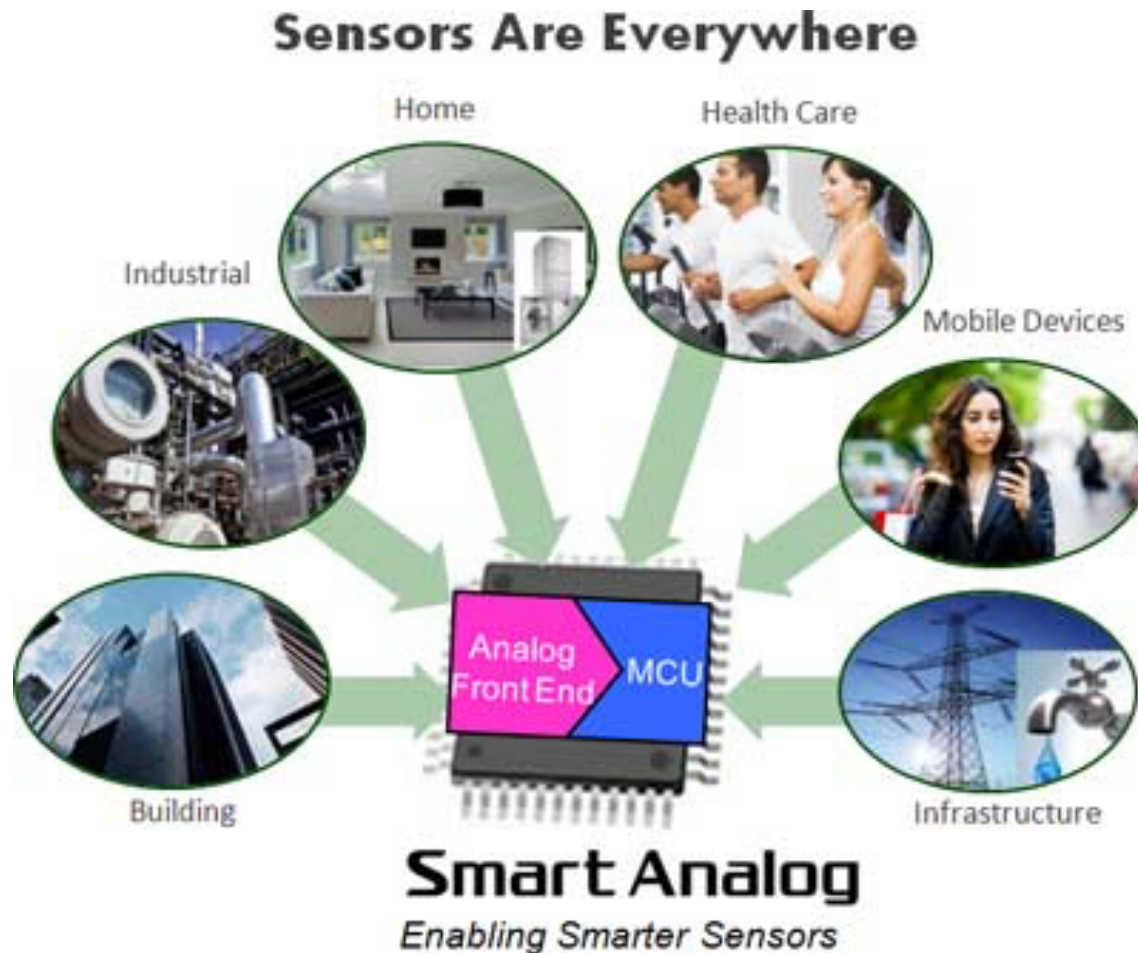 Sensors Are Everywhere
Home
Health Care
Industrial
Mobile Devices
Analog
Front End
MCU
Building
Infrastructure
Smart Analog
Enabling Smarter Sensors